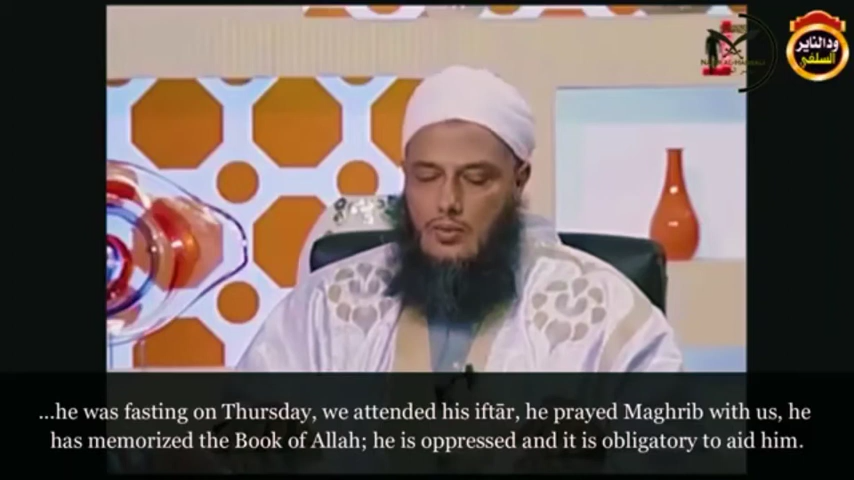 ودالناير
السلفي
...he was fasting on Thursday, we attended his iftār, he prayed Maghrib with us, he
has memorized the Book of Allah; he is oppressed and it is obligatory to aid him.